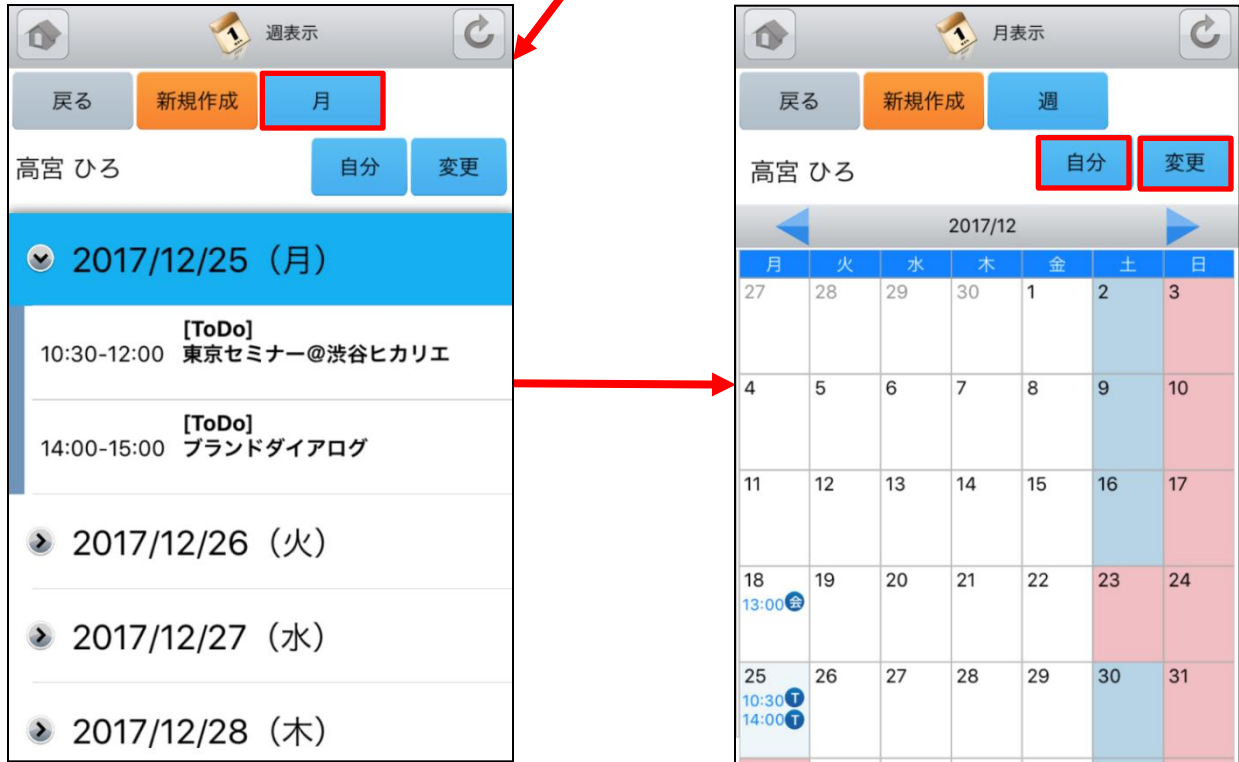 週表示
戻る 新規作成 月
高宮 ひろ 自分 変更
2017/12/25（月）
[ToDo]
10:30-12:00 東京セミナー@渋谷ヒカリエ
[ToDo]
14:00-15:00 ブランドダイアログ
2017/12/26（火）
2017/12/27（水）
2017/12/28（木）
月表示
戻る 新規作成 週
高宮 ひろ 自分 変更
2017/12
月 火 水 木 金 土 日
27 28 29 30 1 2 3
4 5 6 7 8 9 10
11 12 13 14 15 16 17
18 19 20 21 22 23 24
13:00 会
25 26 27 28 29 30 31
10:30 T
14:00 T